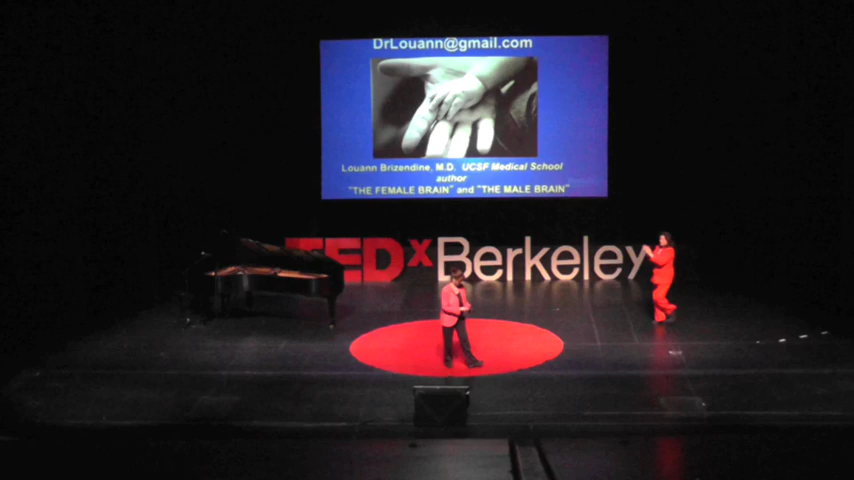 DrLouann@gmail.com
Louann Brizendine, M.D. UCSF Medical School
author
"THE FEMALE BRAIN" and "THE MALE BRAIN"
TEDxBerkeley